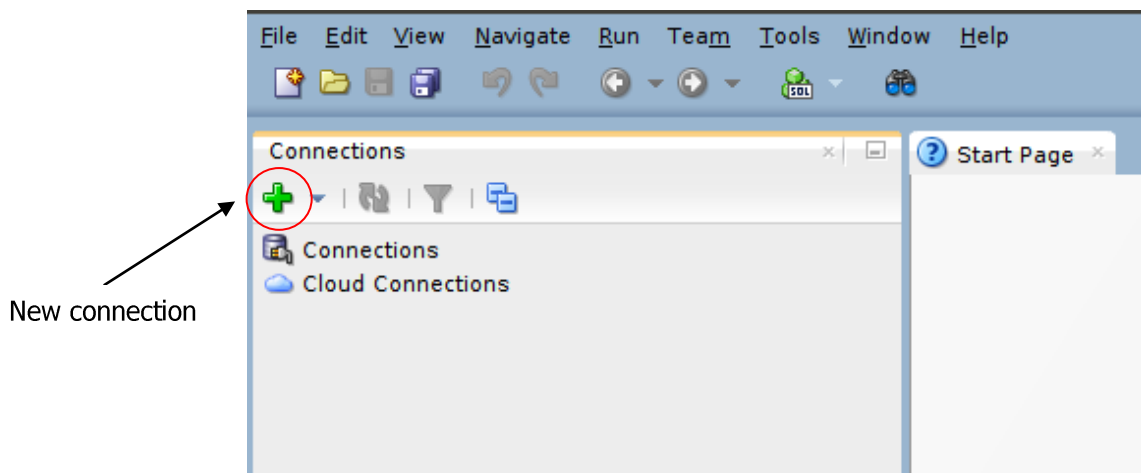 File Edit View Navigate Run Team Tools Window Help
SQL
Connections
Start Page
Connections
Cloud Connections
New connection